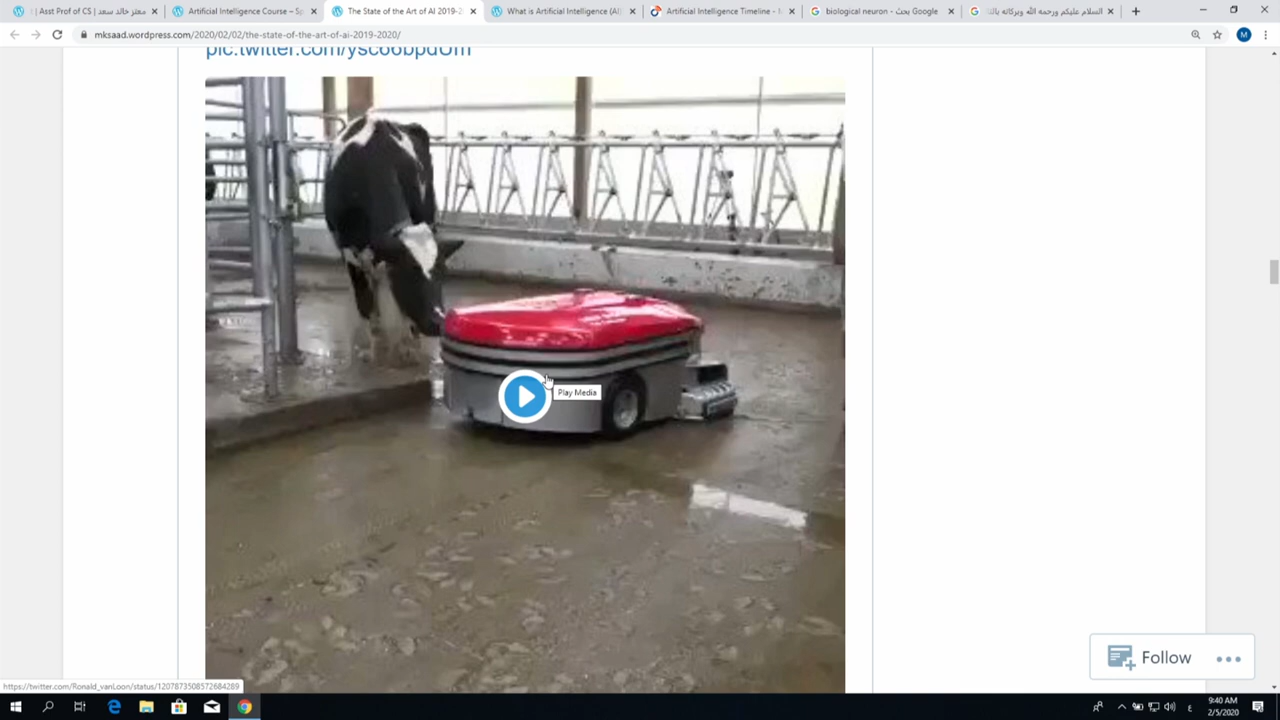 معتز خالد سعد | Asst Prof of CS
Artificial Intelligence Course – Sp
The State of the Art of AI 2019-2
What is Artificial Intelligence (AI)
Artificial Intelligence Timeline -
biological neuron - بحث Google
السلام عليكم ورحمه الله وبركاته بالت
mksaad.wordpress.com/2020/02/02/the-state-of-the-art-of-ai-2019-2020/
M
pic.twitter.com/ysc66bpdUm
Play Media
Follow
https://twitter.com/Ronald_vanLoon/status/1207873508572684289
9:40 AM
2/5/2020
ع